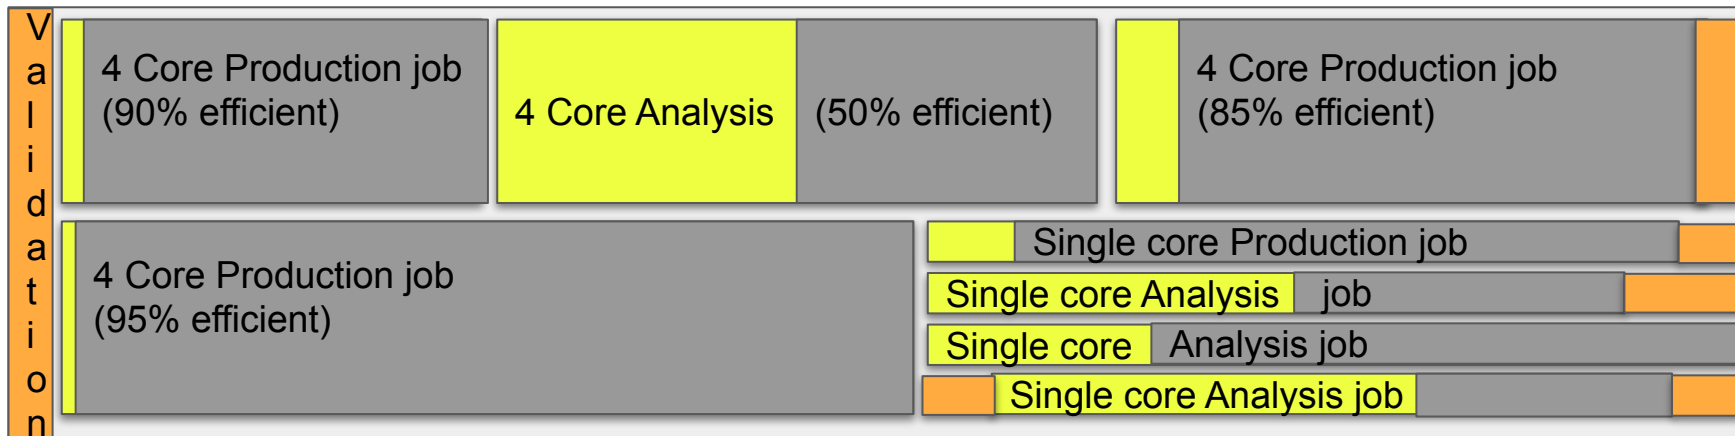 Validation
4 Core Production job
(90% efficient)
4 Core Analysis (50% efficient)
4 Core Production job
(85% efficient)
4 Core Production job
(95% efficient)
Single core Production job
Single core Analysis job
Single core Analysis job
Single core Analysis job